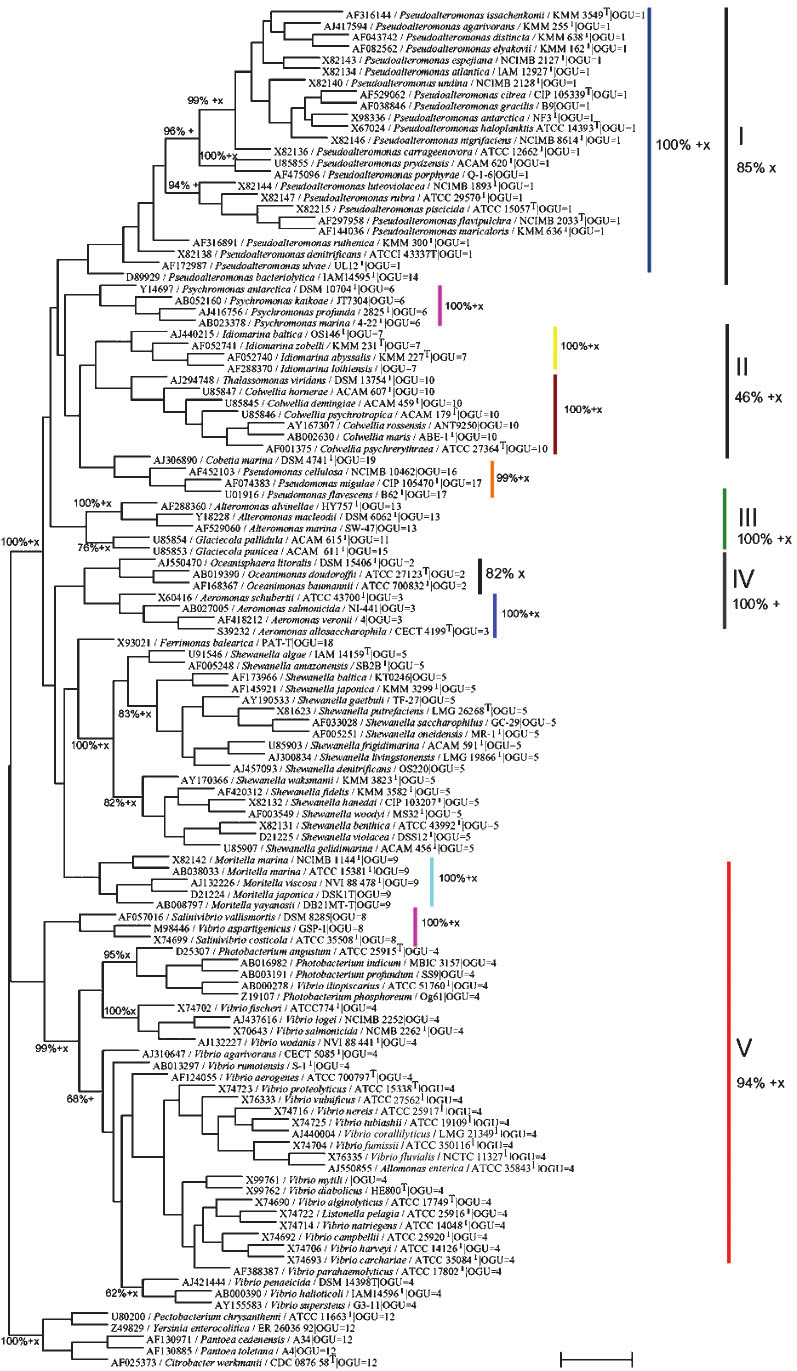 AF316144 / Pseudoalteromonas issachenkonii / KMM 3549T|OGU=1
AJ417594 / Pseudoalteromonas agarivorans / KMM 255T|OGU=1
AF043742 / Pseudoalteromonas distincta / KMM 638T|OGU=1
AF082562 / Pseudoalteromonas elyakovii / KMM 162T|OGU=1
X82143 / Pseudoalteromonas espejiana / NCIMB 2127T|OGU=1
X82134 / Pseudoalteromonas atlantica / IAM 12927T|OGU=1
X82140 / Pseudoalteromonas undina / NCIMB 2128T|OGU=1
AF529062 / Pseudoalteromonas citrea / CIP 105339T|OGU=1
99% +x
AF038846 / Pseudoalteromonas gracilis / B9|OGU=1
X98336 / Pseudoalteromonas antarctica / NF3T|OGU=1
X67024 / Pseudoalteromonas haloplanktis ATCC 14393T|OGU=1
96% +
I
X82146 / Pseudoalteromonas nigrifaciens / NCIMB 8614T|OGU=1
100% +x
X82136 / Pseudoalteromonas carrageenovora / ATCC 12662T|OGU=1
100%+x
U85855 / Pseudoalteromonas prydzensis / ACAM 620T|OGU=1
85% x
AF475096 / Pseudoalteromonas porphyrae / Q-1-6|OGU=1
94% +
X82144 / Pseudoalteromonas luteoviolacea / NCIMB 1893T|OGU=1
X82147 / Pseudoalteromonas rubra / ATCC 29570T|OGU=1
X82215 / Pseudoalteromonas piscicida / ATCC 15057T|OGU=1
AF297958 / Pseudoalteromonas flavipulchra / NCIMB 2033T|OGU=1
AF144036 / Pseudoalteromonas maricaloris / KMM 636T|OGU=1
AF316891 / Pseudoalteromonas ruthenica / KMM 300T|OGU=1
X82138 / Pseudoalteromonas denitrificans / ATCCI 43337T|OGU=1
AF172987 / Pseudoalteromonas ulvae / UL12T|OGU=1
D89929 / Pseudoalteromonas bacteriolytica / IAM14595T|OGU=14
Y14697 / Psychromonas antarctica / DSM 10704T|OGU=6
AB052160 / Psychromonas kaikoae / JT7304|OGU=6
100%+x
AJ416756 / Psychromonas profunda / 2825T|OGU=6
AB023378 / Psychromonas marina / 4-22T|OGU=6
AJ440215 / Idiomarina baltica / OS146T|OGU=7
AF052741 / Idiomarina zobelli / KMM 231T|OGU=7
100%+x
AF052740 / Idiomarina abyssalis / KMM 227T|OGU=7
AF288370 / Idiomarina loihiensis / |OGU=7
II
AJ294748 / Thalassomonas viridans / DSM 13754T|OGU=10
U85847 / Colwellia hornerae / ACAM 607T|OGU=10
46% +x
U85845 / Colwellia demingiae / ACAM 459T|OGU=10
100%+x
U85846 / Colwellia psychrotropica / ACAM 179T|OGU=10
AY167307 / Colwellia rossensis / ANT9250|OGU=10
AB002630 / Colwellia maris / ABE-1T|OGU=10
AF001375 / Colwellia psychrerythraea / ATCC 27364T|OGU=10
AJ306890 / Cobetia marina / DSM 4741T|OGU=19
AF452103 / Pseudomonas cellulosa / NCIMB 10462|OGU=16
99%+x
AF074383 / Pseudomonas migulae / CIP 105470T|OGU=17
U01916 / Pseudomonas flavescens / B62T|OGU=17
100%+x
AF288360 / Alteromonas alvinellae / HY757T|OGU=13
Y18228 / Alteromonas macleodii / DSM 6062T|OGU=13
III
AF529060 / Alteromonas marina / SW-47|OGU=13
U85854 / Glaciecola pallidula / ACAM 615T|OGU=11
100% +x
100%+x
76%+x
U85853 / Glaciecola punicea / ACAM 611T|OGU=15
AJ550470 / Oceanisphaera litoralis / DSM 15406T|OGU=2
AB019390 / Oceanimonas doudoroffii / ATCC 27123T|OGU=2
82% x
IV
AF168367 / Oceanimonas baumannii / ATCC 700832T|OGU=2
X60416 / Aeromonas schubertii / ATCC 43700T|OGU=3
100% +
AB027005 / Aeromonas salmonicida / NI-441|OGU=3
100%+x
AF418212 / Aeromonas veronii / 4|OGU=3
S39232 / Aeromonas allosaccharophila / CECT 4199T|OGU=3
X93021 / Ferrimonas balearica / PAT-T|OGU=18
U91546 / Shewanella algae / IAM 14159T|OGU=5
AF005248 / Shewanella amazonensis / SB2BT|OGU=5
AF173966 / Shewanella baltica / KT0246|OGU=5
AF145921 / Shewanella japonica / KMM 3299T|OGU=5
AY190533 / Shewanella gaetbuli / TF-27|OGU=5
83%+x
X81623 / Shewanella putrefaciens / LMG 26268T|OGU=5
AF033028 / Shewanella saccharophilus / GC-29|OGU=5
AF005251 / Shewanella oneidensis / MR-1T|OGU=5
100%+x
U85903 / Shewanella frigidimarina / ACAM 591T|OGU=5
AJ300834 / Shewanella livingstonensis / LMG 19866T|OGU=5
AJ457093 / Shewanella denitrificans / OS220|OGU=5
AY170366 / Shewanella waksmanii / KMM 3823T|OGU=5
AF420312 / Shewanella fidelis / KMM 3582T|OGU=5
82%+x
X82132 / Shewanella hanedai / CIP 103207T|OGU=5
AF003549 / Shewanella woodyi / MS32T|OGU=5
X82131 / Shewanella benthica / ATCC 43992T|OGU=5
D21225 / Shewanella violacea / DSS12T|OGU=5
U85907 / Shewanella gelidimarina / ACAM 456T|OGU=5
X82142 / Moritella marina / NCIMB 1144T|OGU=9
AB038033 / Moritella marina / ATCC 15381T|OGU=9
100%+x
AJ132226 / Moritella viscosa / NVI 88 478T|OGU=9
D21224 / Moritella japonica / DSK1T|OGU=9
AB008797 / Moritella yayanosii / DB21MT-T|OGU=9
AF057016 / Salinivibrio vallismortis / DSM 8285|OGU=8
100%+x
M98446 / Vibrio aspartigenicus / GSP-1|OGU=8
X74699 / Salinivibrio costicola / ATCC 35508T|OGU=8
95%x
D25307 / Photobacterium angustum / ATCC 25915T|OGU=4
AB016982 / Photobacterium indicum / MBIC 3157|OGU=4
AB003191 / Photobacterium profundum / SS9|OGU=4
AB000278 / Vibrio iliopiscarius / ATCC 51760T|OGU=4
Z19107 / Photobacterium phosphoreum / Og61|OGU=4
100%x
X74702 / Vibrio fischeri / ATCC774T|OGU=4
AJ437616 / Vibrio logei / NCIMB 2252|OGU=4
X70643 / Vibrio salmonicida / NCMB 2262T|OGU=4
AJ132227 / Vibrio wodanis / NVI 88 441T|OGU=4
99%+x
V
AJ310647 / Vibrio agarivorans / CECT 5085T|OGU=4
AB013297 / Vibrio rumoiensis / S-1T|OGU=4
AF124055 / Vibrio aerogenes / ATCC 700797T|OGU=4
94% +x
X74723 / Vibrio proteolyticus / ATCC 15338T|OGU=4
68%+
X76333 / Vibrio vulnificus / ATCC 27562T|OGU=4
X74716 / Vibrio nereis / ATCC 25917T|OGU=4
X74725 / Vibrio tubiashii / ATCC 19109T|OGU=4
AJ440004 / Vibrio corallilyticus / LMG 21349T|OGU=4
X74704 / Vibrio furnissii / ATCC 350116T|OGU=4
X76335 / Vibrio fluvialis / NCTC 11327T|OGU=4
AJ550855 / Allomonas enterica / ATCC 35843T|OGU=4
X99761 / Vibrio mytili / |OGU=4
X99762 / Vibrio diabolicus / HE800T|OGU=4
X74690 / Vibrio alginolyticus / ATCC 17749T|OGU=4
X74722 / Listonella pelagia / ATCC 25916T|OGU=4
X74714 / Vibrio natriegens / ATCC 14048T|OGU=4
X74692 / Vibrio campbellii / ATCC 25920T|OGU=4
X74706 / Vibrio harveyi / ATCC 14126T|OGU=4
X74693 / Vibrio carchariae / ATCC 35084T|OGU=4
AF388387 / Vibrio parahaemolyticus / ATCC 17802T|OGU=4
AJ421444 / Vibrio penaeicida / DSM 14398T|OGU=4
62%+x
AB000390 / Vibrio halioticoli / IAM14596T|OGU=4
AY155583 / Vibrio supersteus / G3-11|OGU=4
U80200 / Pectobacterium chrysanthemi / ATCC 11663T|OGU=12
Z49829 / Yersinia enterocolitica / ER 26036 92|OGU=12
100%+x
AF130971 / Pantoea cedenensis / A34|OGU=12
AF130885 / Pantoea toletana / A4|OGU=12
AF025373 / Citrobacter werkmanii / CDC 0876 58T|OGU=12